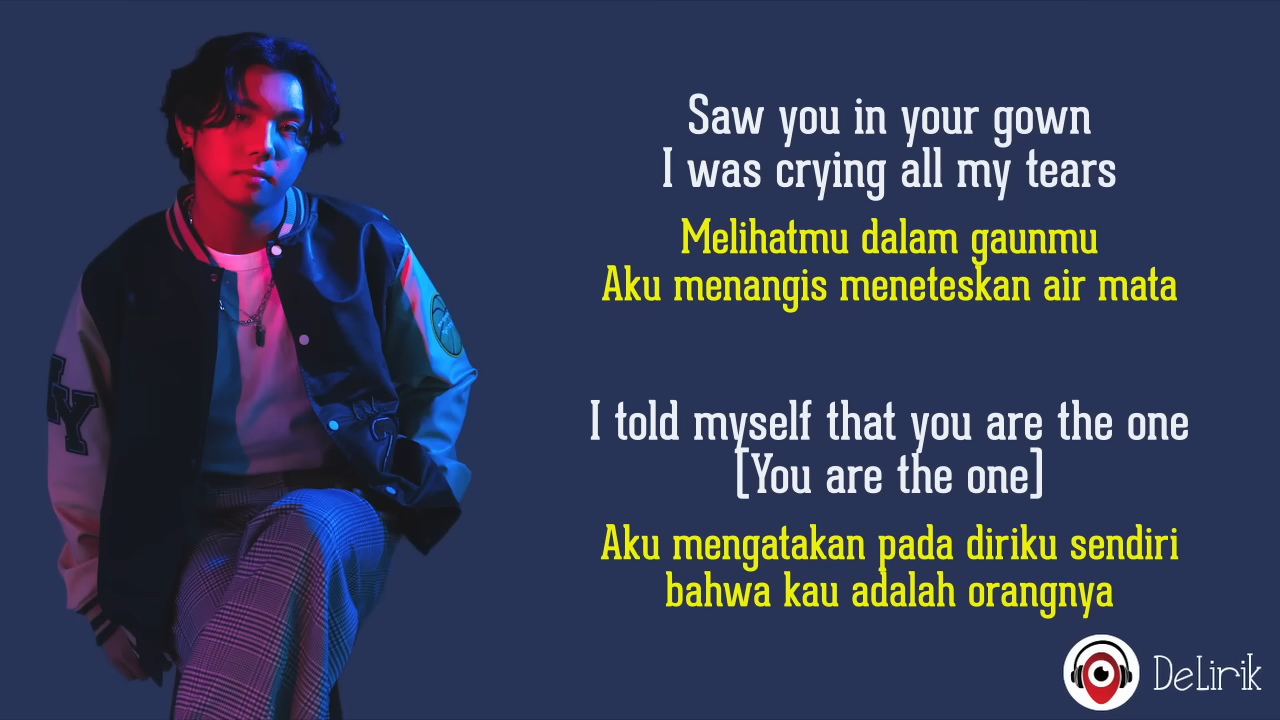 Saw you in your gown
I was crying all my tears
Melihatmu dalam gaunmu
Aku menangis meneteskan air mata
I told myself that you are the one
[You are the one]
Aku mengatakan pada diriku sendiri
bahwa kau adalah orangnya
DeLirik